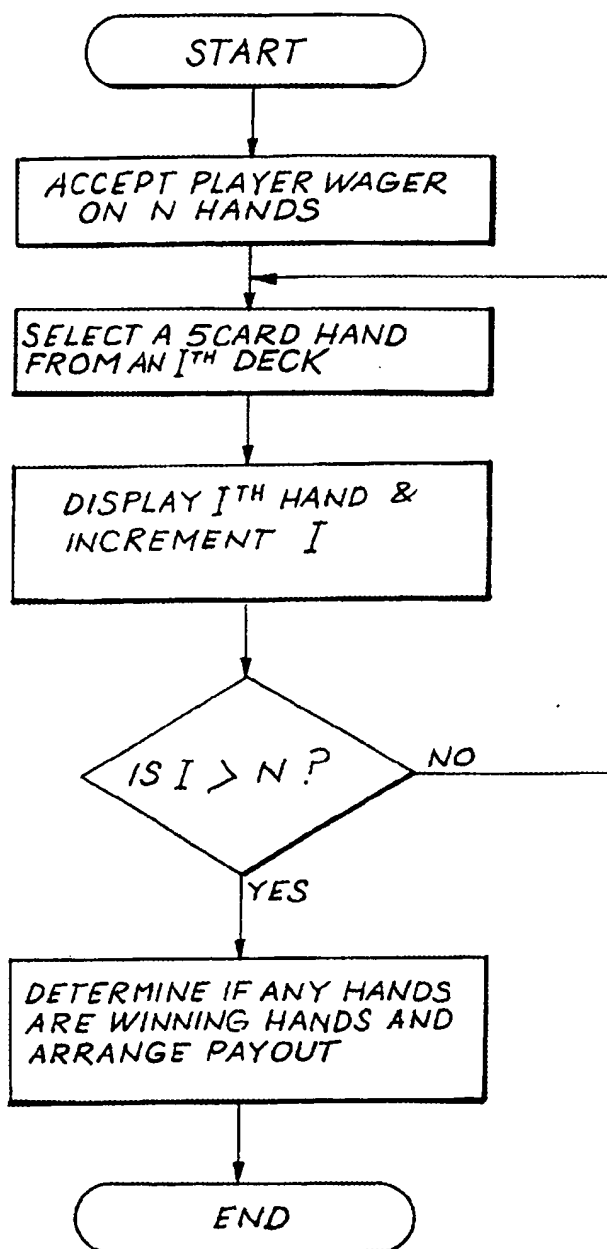 START
ACCEPT PLAYER WAGER
ON N HANDS
SELECT A 5CARD HAND
FROM AN ITH DECK
DISPLAY ITH HAND &
INCREMENT I
IS I > N ?
NO
YES
DETERMINE IF ANY HANDS
ARE WINNING HANDS AND
ARRANGE PAYOUT
END